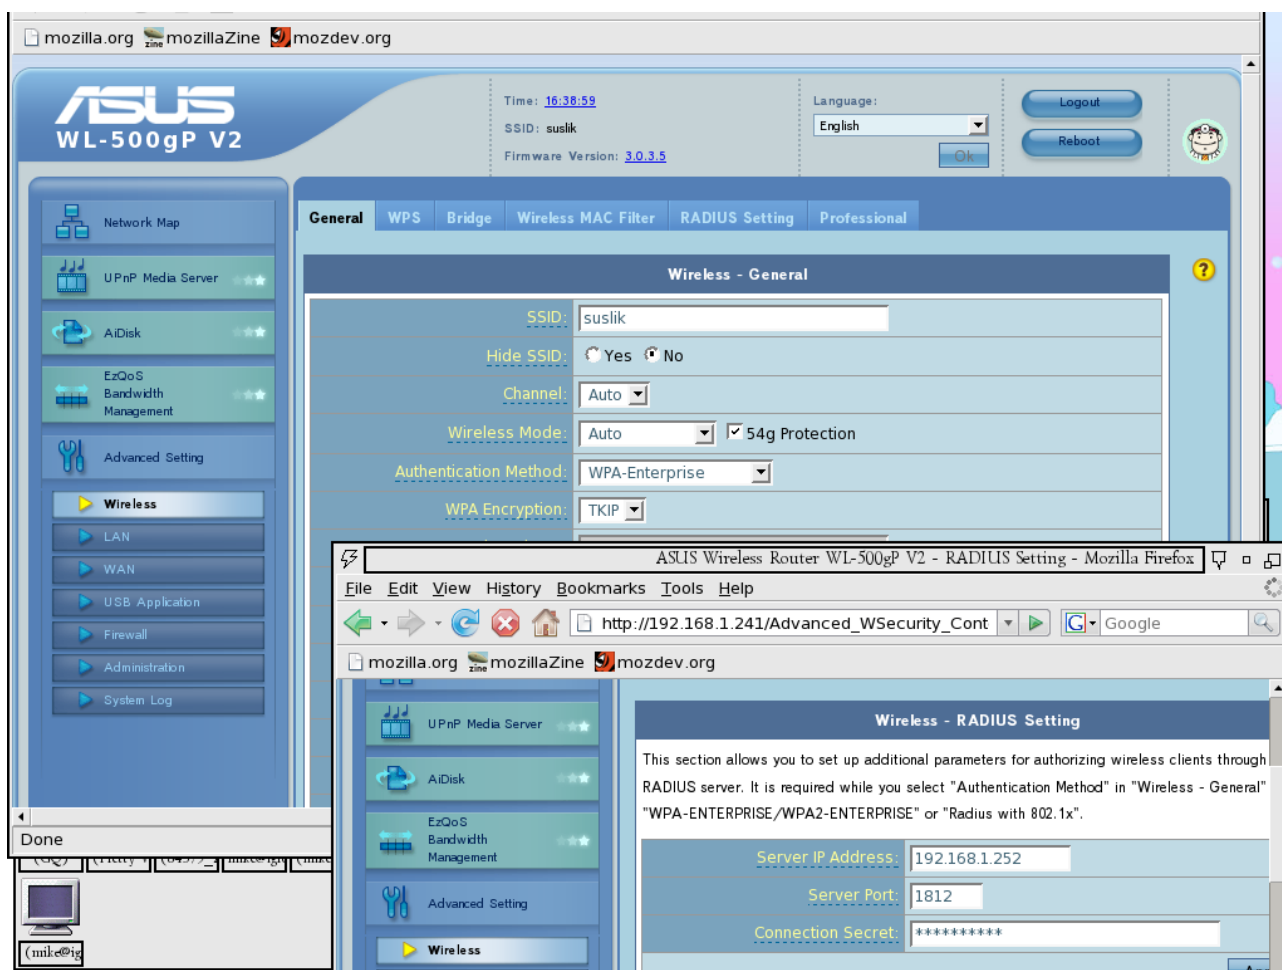 mozilla.org mozillaZine mozdev.org
ASUS
WL-500gP V2
Time: 16:38:59
SSID: suslik
Firmware Version: 3.0.3.5
Language:
English
Ok
Logout
Reboot
Network Map
UPnP Media Server
AiDisk
EzQoS
Bandwidth
Management
Advanced Setting
Wireless
LAN
WAN
USB Application
Firewall
Administration
System Log
General WPS Bridge Wireless MAC Filter RADIUS Setting Professional
Wireless - General
?
SSID: suslik
Hide SSID: Yes No
Channel: Auto
Wireless Mode: Auto 54g Protection
Authentication Method: WPA-Enterprise
WPA Encryption: TKIP
Done
(mike@ig
ASUS Wireless Router WL-500gP V2 - RADIUS Setting - Mozilla Firefox
File Edit View History Bookmarks Tools Help
http://192.168.1.241/Advanced_WSecurity_Cont G Google
mozilla.org zine mozillaZine mozdev.org
UPnP Media Server
AiDisk
EzQoS
Bandwidth
Management
Advanced Setting
Wireless
Wireless - RADIUS Setting
This section allows you to set up additional parameters for authorizing wireless clients through
RADIUS server. It is required while you select "Authentication Method" in "Wireless - General"
"WPA-ENTERPRISE/WPA2-ENTERPRISE" or "Radius with 802.1x".
Server IP Address: 192.168.1.252
Server Port: 1812
Connection Secret: **********